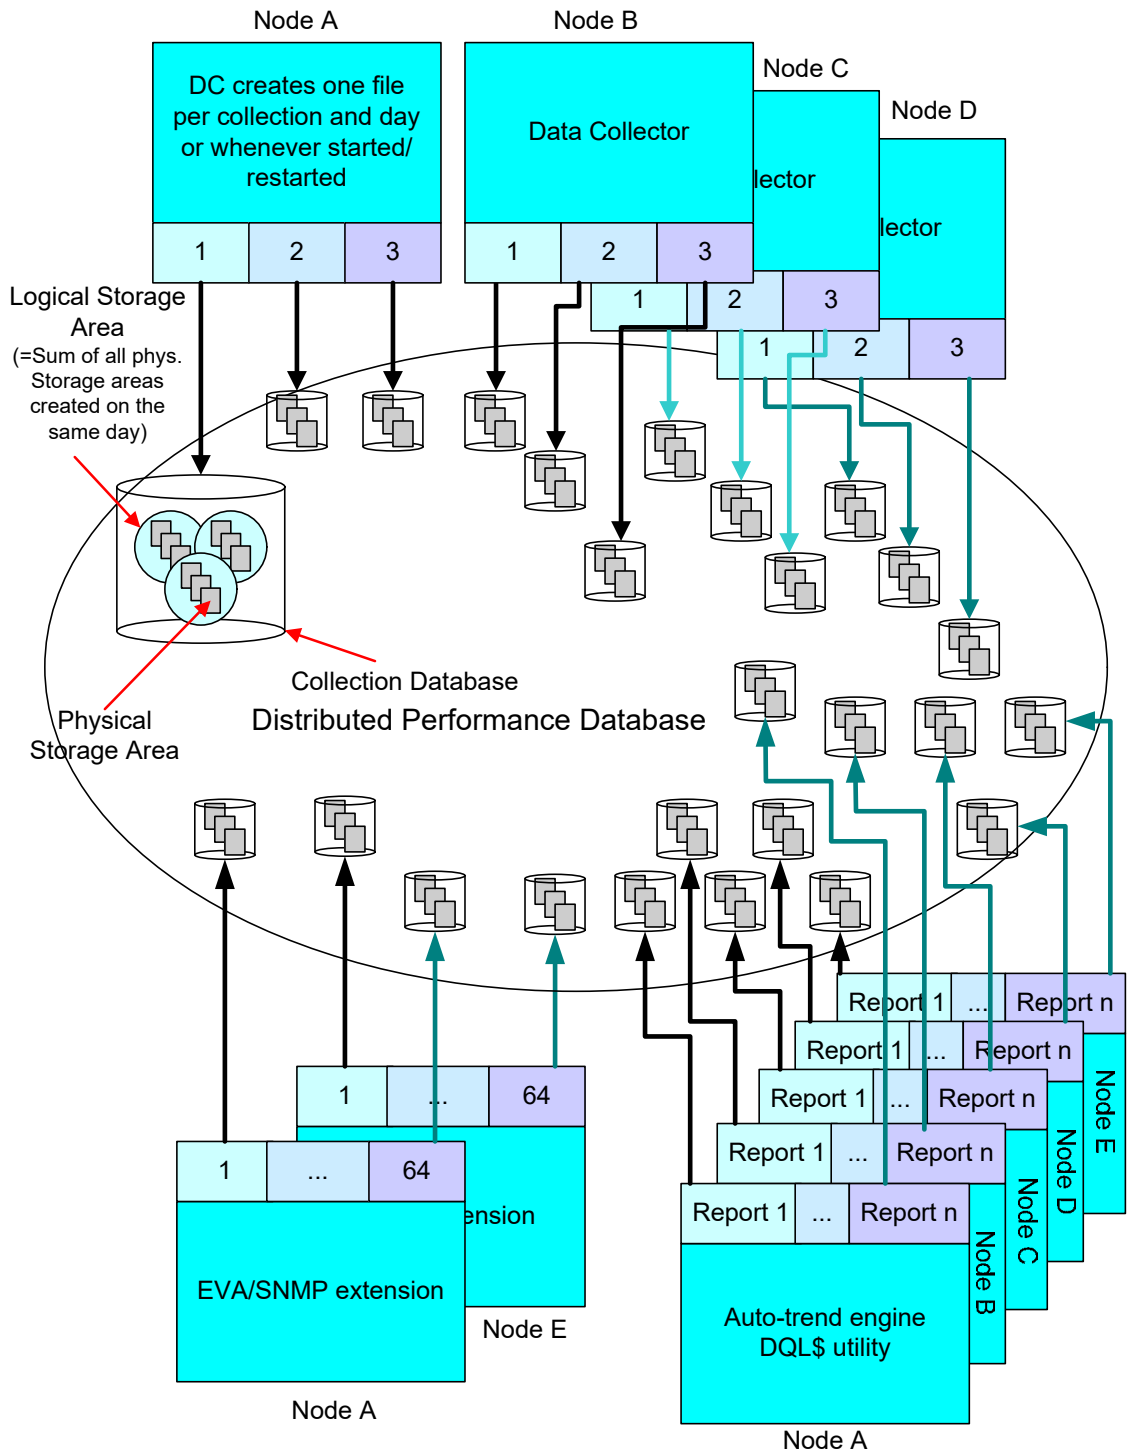 Node A
Node B
Node C
Node D
DC creates one file
per collection and day
or whenever started/
restarted
Data Collector
lector
lector
1 2 3
1 2 3
1 2 3
1 2 3
Logical Storage
Area
(=Sum of all phys.
Storage areas
created on the
same day)
Collection Database
Distributed Performance Database
Physical
Storage Area
Report 1 ... Report n
Report 1 ... Report n
Report 1 ... Report n
Report 1 ... Report n
Report 1 ... Report n
Node E
Node D
Node C
Node B
1 ... 64
1 ... 64
ension
EVA/SNMP extension
Node E
Node A
Auto-trend engine
DQL$ utility
Node A